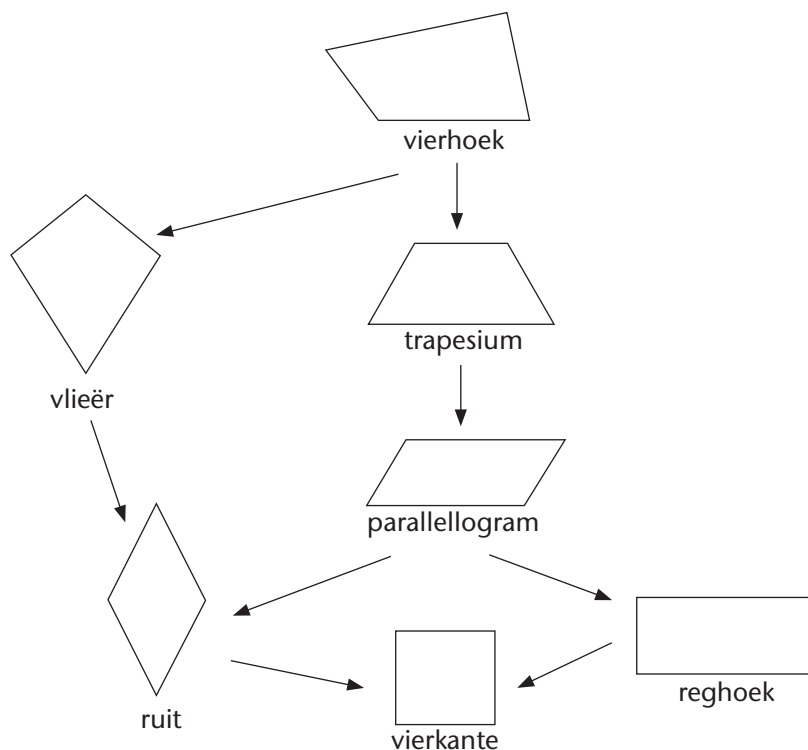 vierhoek
trapesium
vlieër
parallellogram
ruit
vierkante
reghoek